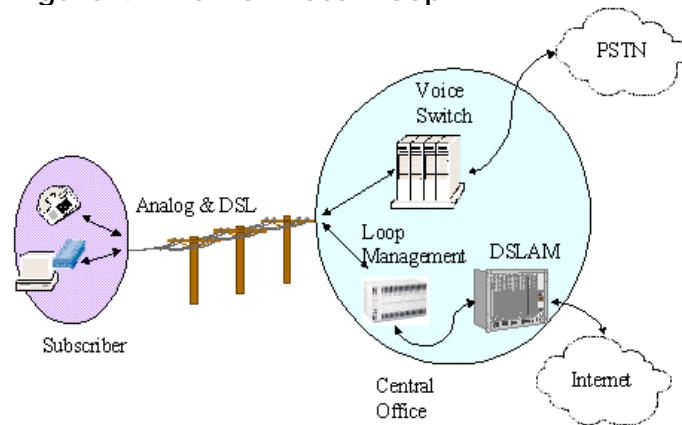 PSTN
Voice
Switch
Analog & DSL
Loop
Management
DSLAM
Subscriber
Central
Office
Internet